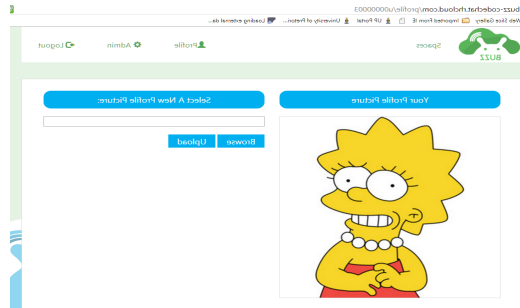 buzz-codechat.rhcloud.com/profile/u00000003
Web Slice Gallery Imported From IE UP Portal University of Pretori... Loading external da...
BUZZ
Spaces Profile Admin Logout
Your Profile Picture
Select A New Profile Picture:
Browse Upload